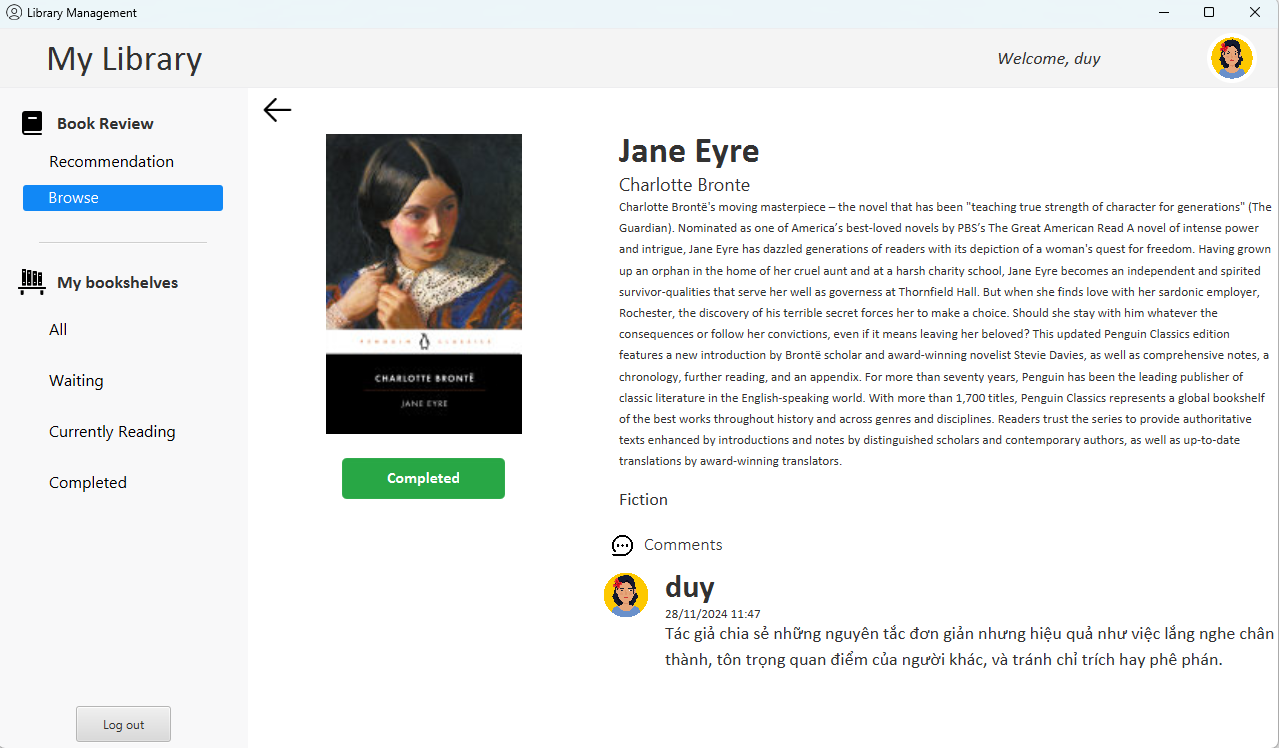 Library Management
My Library
Welcome, duy
Book Review
Recommendation
Browse
My bookshelves
All
Waiting
Currently Reading
Completed
Log out
PENGUIN CLASSICS
CHARLOTTE BRONTË
JANE EYRE
Completed
Jane Eyre
Charlotte Bronte
Charlotte Brontë's moving masterpiece – the novel that has been "teaching true strength of character for generations" (The
Guardian). Nominated as one of America’s best-loved novels by PBS’s The Great American Read A novel of intense power
and intrigue, Jane Eyre has dazzled generations of readers with its depiction of a woman's quest for freedom. Having grown
up an orphan in the home of her cruel aunt and at a harsh charity school, Jane Eyre becomes an independent and spirited
survivor-qualities that serve her well as governess at Thornfield Hall. But when she finds love with her sardonic employer,
Rochester, the discovery of his terrible secret forces her to make a choice. Should she stay with him whatever the
consequences or follow her convictions, even if it means leaving her beloved? This updated Penguin Classics edition
features a new introduction by Brontë scholar and award-winning novelist Stevie Davies, as well as comprehensive notes, a
chronology, further reading, and an appendix. For more than seventy years, Penguin has been the leading publisher of
classic literature in the English-speaking world. With more than 1,700 titles, Penguin Classics represents a global bookshelf
of the best works throughout history and across genres and disciplines. Readers trust the series to provide authoritative
texts enhanced by introductions and notes by distinguished scholars and contemporary authors, as well as up-to-date
translations by award-winning translators.
Fiction
Comments
duy
28/11/2024 11:47
Tác giả chia sẻ những nguyên tắc đơn giản nhưng hiệu quả như việc lắng nghe chân
thành, tôn trọng quan điểm của người khác, và tránh chỉ trích hay phê phán.